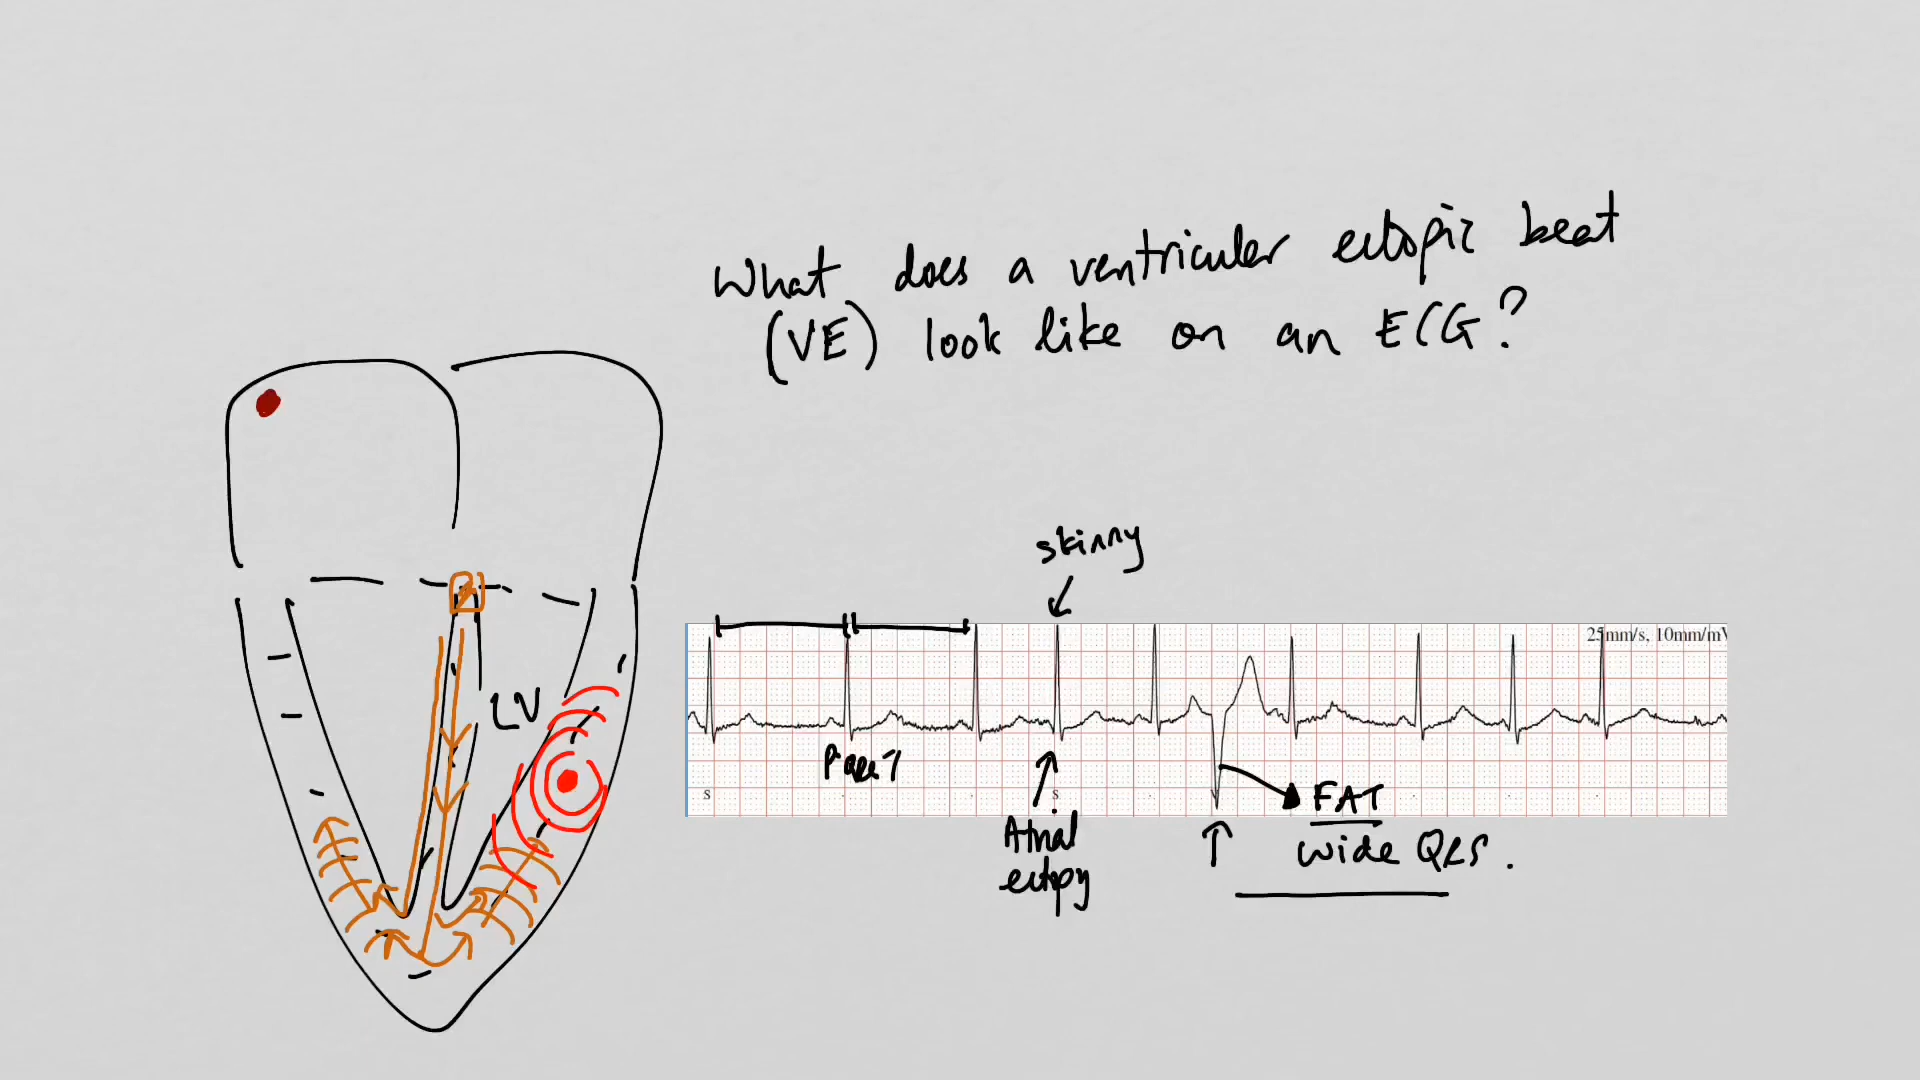 What does a ventricular ectopic beat
(VE) look like on an ECG?
skinny
25mm/s, 10mm/mV
LV
S
S
V
FAT
Atrial
ectopy
wide QRS.